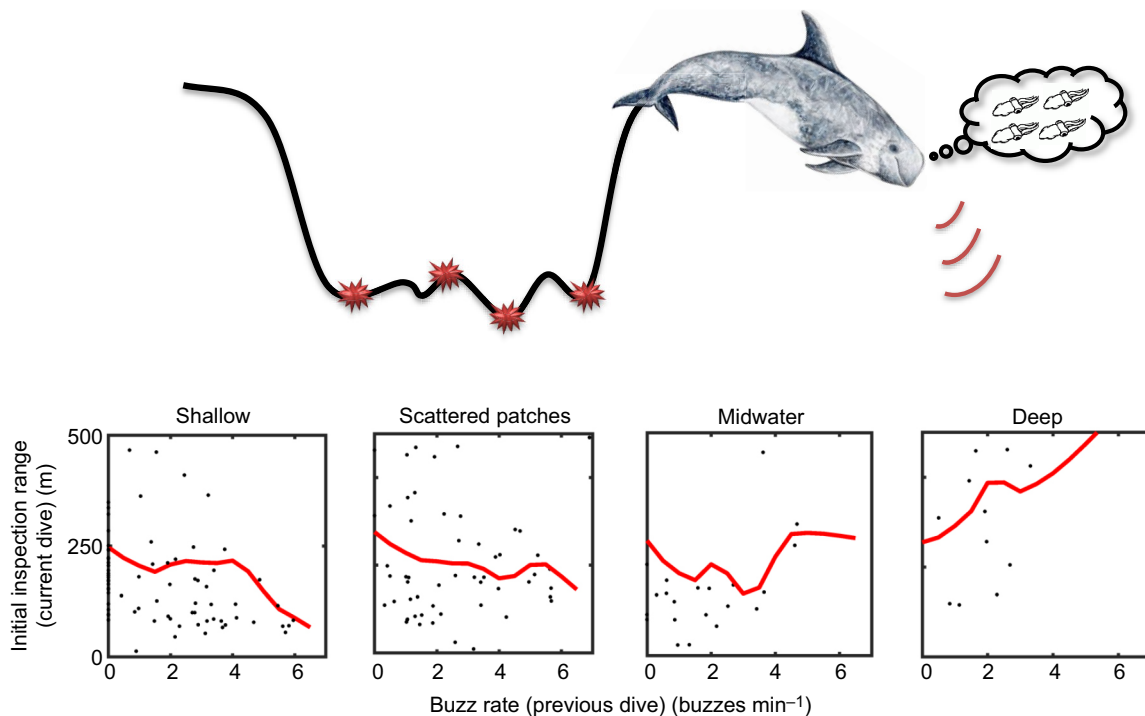 Shallow
Scattered patches
Midwater
Deep
Initial inspection range
(current dive) (m)
500
250
0
0 2 4 6
0 2 4 6
0 2 4 6
0 2 4 6
Buzz rate (previous dive) (buzzes min⁻¹)